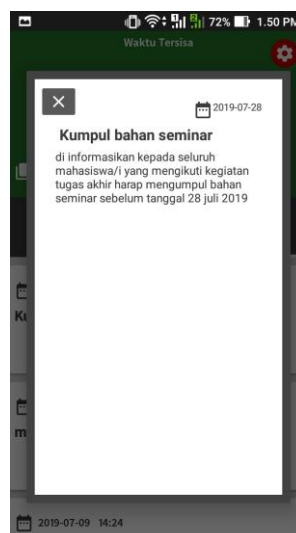 72% 1.50 PM
Waktu Tersisa
2019-07-28
Kumpul bahan seminar
di informasikan kepada seluruh
mahasiswa/i yang mengikuti kegiatan
tugas akhir harap mengumpul bahan
seminar sebelum tanggal 28 juli 2019
2019-07-09 14:24